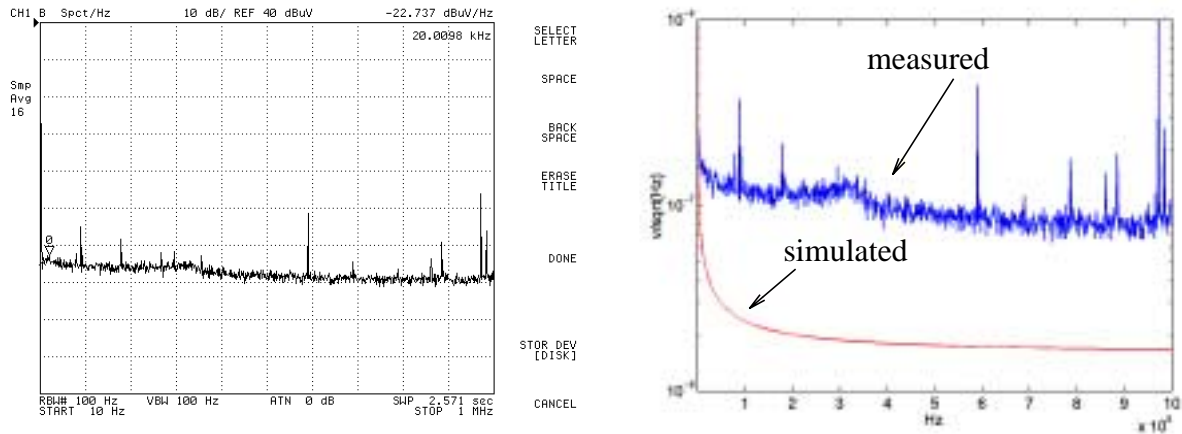 CH1 B Spct/Hz 10 dB/ REF 40 dBuV -22.737 dBuV/Hz
20.0098 kHz
Smp
Avg
16
0
RBW# 100 Hz VBW 100 Hz ATN 0 dB SWP 2.571 sec
START 10 Hz STOP 1 MHz
SELECT
LETTER
SPACE
BACK
SPACE
ERASE
TITLE
DONE
STOR DEV
[DISK]
CANCEL
measured
simulated
v/sqrt(Hz)
1 2 3 4 5 6 7 8 9 10
Hz